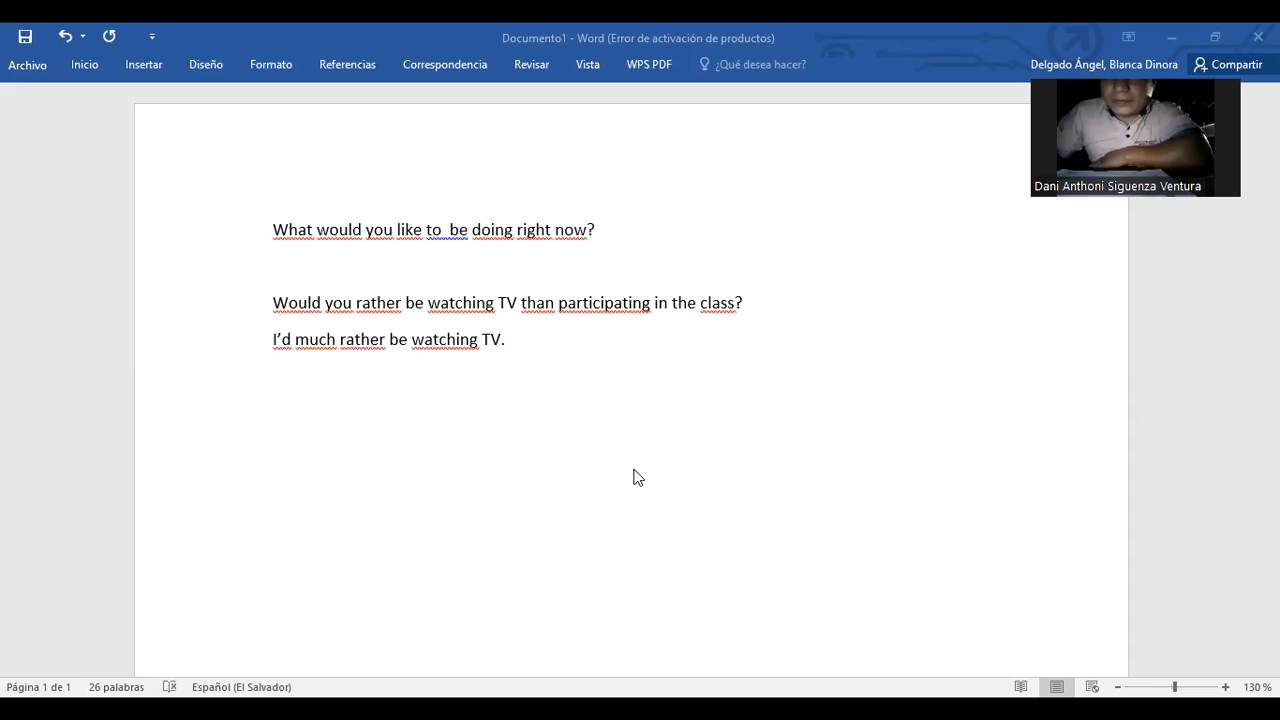 Documento1 - Word (Error de activación de productos)
Archivo Inicio Insertar Diseño Formato Referencias Correspondencia Revisar Vista WPS PDF ¿Qué desea hacer? Delgado Ángel, Blanca Dinora Compartir
Dani Anthoni Siguenza Ventura
What would you like to  be doing right now?
Would you rather be watching TV than participating in the class?
I’d much rather be watching TV.
Página 1 de 1 26 palabras Español (El Salvador) 130 %